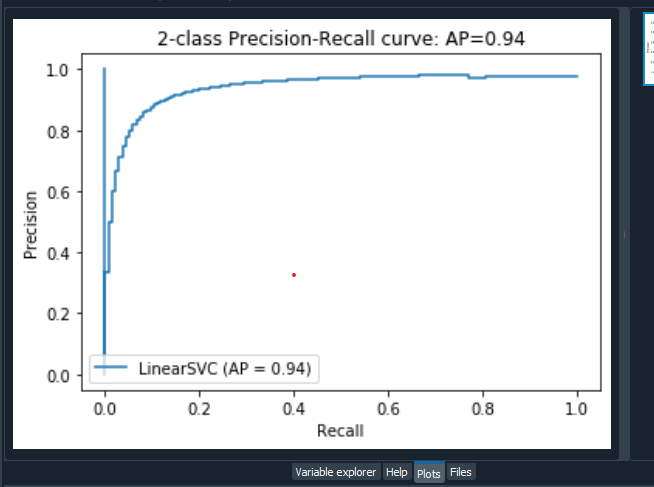 2-class Precision-Recall curve: AP=0.94
1.0
0.8
0.6
0.4
0.2
0.0
Precision
LinearSVC (AP = 0.94)
0.0 0.2 0.4 0.6 0.8 1.0
Recall
Variable explorer Help Plots Files